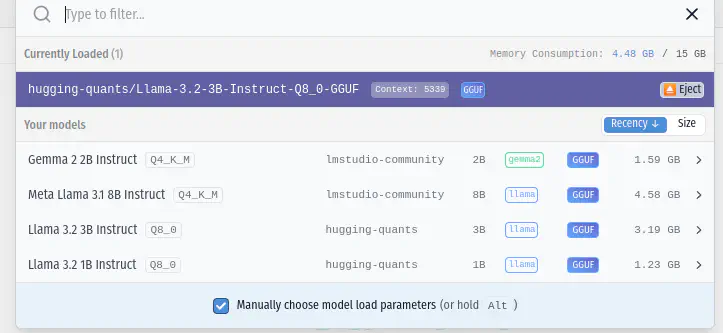 Type to filter...
Currently Loaded (1) Memory Consumption: 4.48 GB / 15 GB
hugging-quants/Llama-3.2-3B-Instruct-Q8_0-GGUF Context: 5339 GGUF Eject
Your models Recency ↓ Size
Gemma 2 2B Instruct Q4_K_M lmstudio-community 2B gemma2 GGUF 1.59 GB
Meta Llama 3.1 8B Instruct Q4_K_M lmstudio-community 8B llama GGUF 4.58 GB
Llama 3.2 3B Instruct Q8_0 hugging-quants 3B llama GGUF 3.19 GB
Llama 3.2 1B Instruct Q8_0 hugging-quants 1B llama GGUF 1.23 GB
Manually choose model load parameters (or hold Alt )